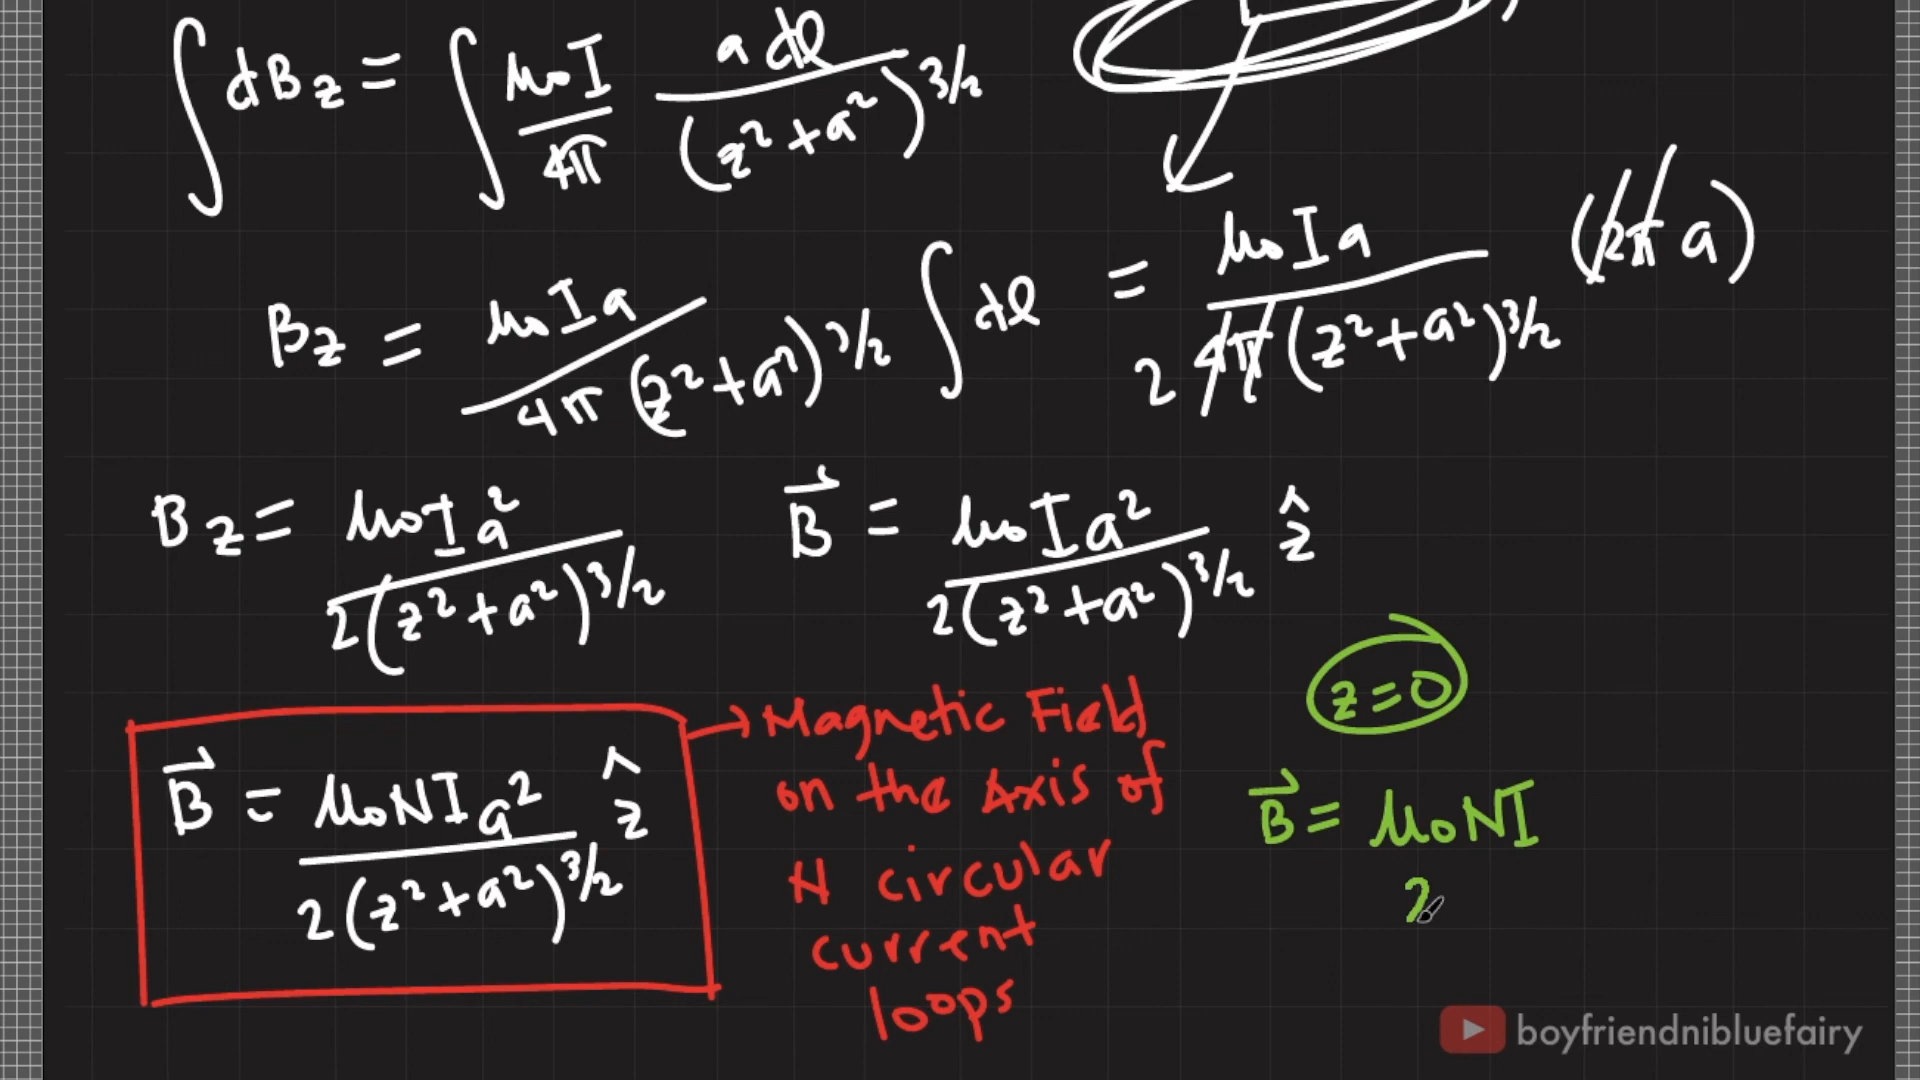 ∫ dB_z = ∫ μ₀I/4π a dl/(z²+a²)^3/2
B_z = μ₀Ia/4π(z²+a²)^3/2 ∫ dl = μ₀Ia/2 4π(z²+a²)^3/2 (2πa)
B_z = μ₀Ia²/2(z²+a²)^3/2 B⃗ = μ₀Ia²/2(z²+a²)^3/2 ẑ
B⃗ = μ₀NIa²/2(z²+a²)^3/2 ẑ
→ Magnetic Field
on the Axis of
N circular
current
loops
z=0
B⃗ = μ₀NI
2
boyfriendnibluefairy